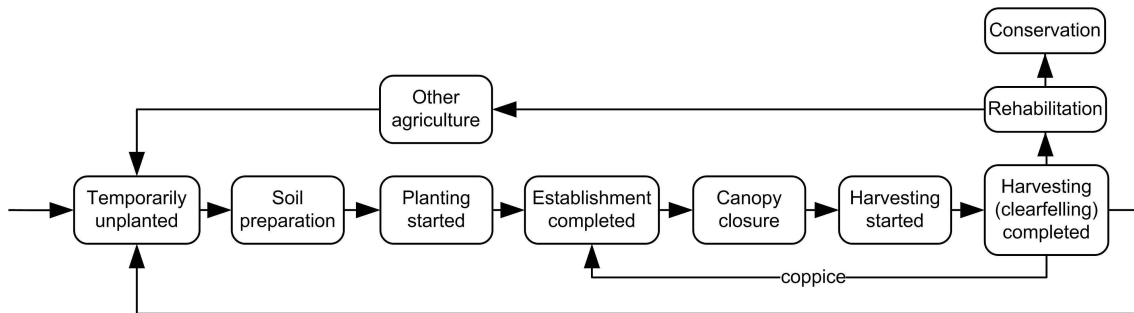 Conservation
Other
agriculture
Rehabilitation
Temporarily
unplanted
Soil
preparation
Planting
started
Establishment
completed
Canopy
closure
Harvesting
started
Harvesting
(clearfelling)
completed
coppice